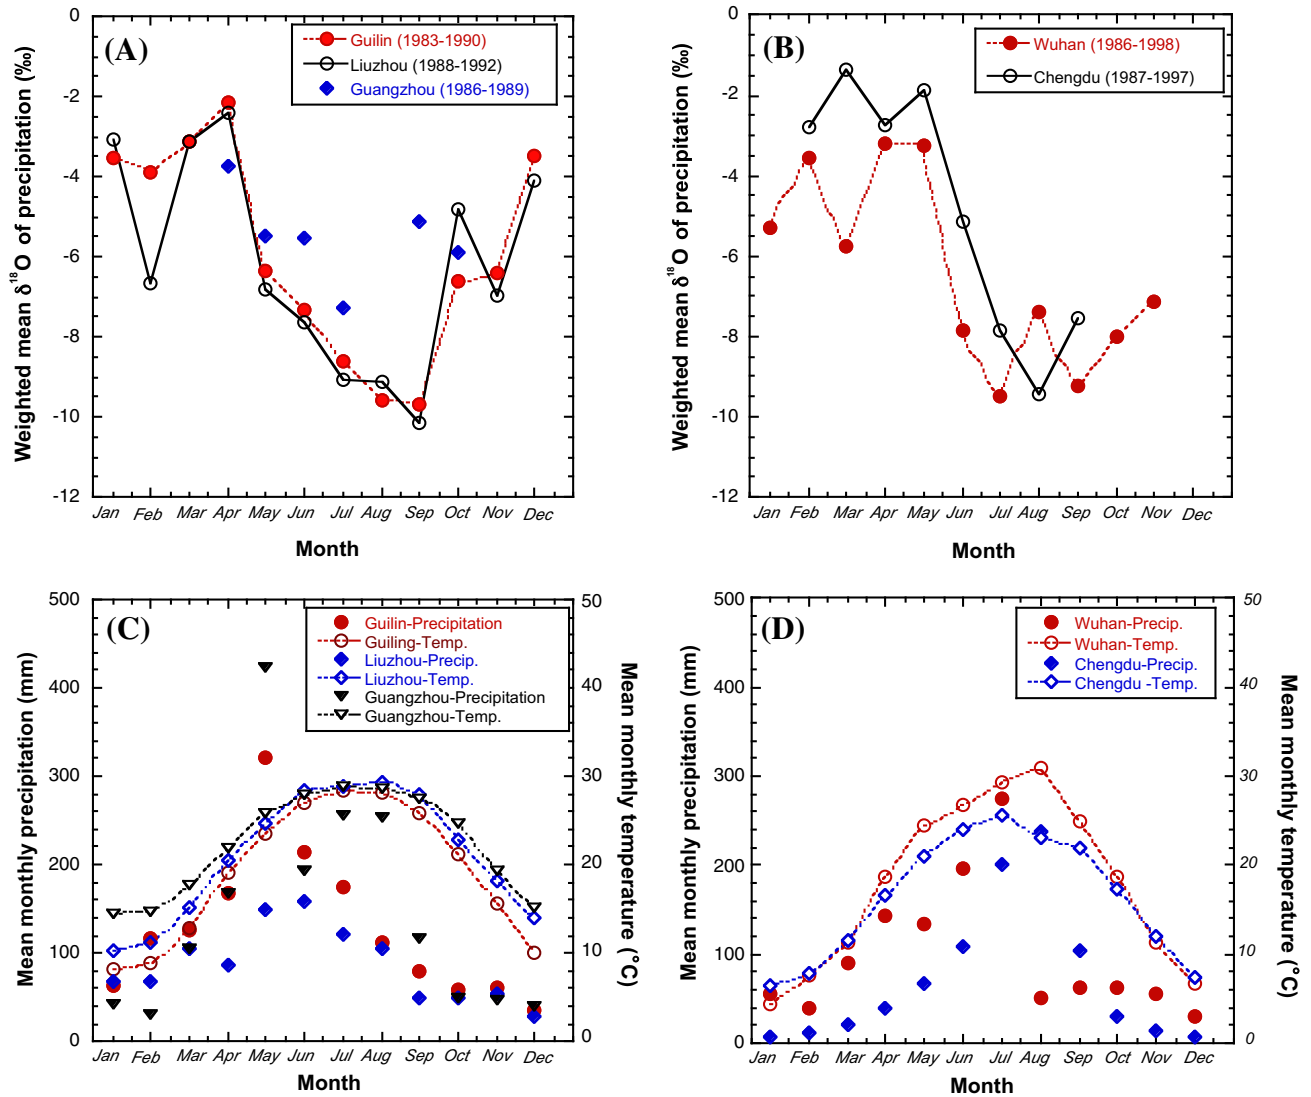 (A)
Guilin (1983-1990)
Liuzhou (1988-1992)
Guangzhou (1986-1989)
Weighted mean δ¹⁸O of precipitation (‰)
0
-2
-4
-6
-8
-10
-12
Jan Feb Mar Apr May Jun Jul Aug Sep Oct Nov Dec
Month
(B)
Wuhan (1986-1998)
Chengdu (1987-1997)
Weighted mean δ¹⁸O of precipitation (‰)
0
-2
-4
-6
-8
-10
-12
Jan Feb Mar Apr May Jun Jul Aug Sep Oct Nov Dec
Month
(C)
Guilin-Precipitation
Guiling-Temp.
Liuzhou-Precip.
Liuzhou-Temp.
Guangzhou-Precipitation
Guangzhou-Temp.
Mean monthly precipitation (mm)
500
400
300
200
100
0
Mean monthly temperature (°C)
50
40
30
20
10
0
Jan Feb Mar Apr May Jun Jul Aug Sep Oct Nov Dec
Month
(D)
Wuhan-Precip.
Wuhan-Temp.
Chengdu-Precip.
Chengdu -Temp.
Mean monthly precipitation (mm)
500
400
300
200
100
0
Mean monthly temperature (°C)
50
40
30
20
10
0
Jan Feb Mar Apr May Jun Jul Aug Sep Oct Nov Dec
Month